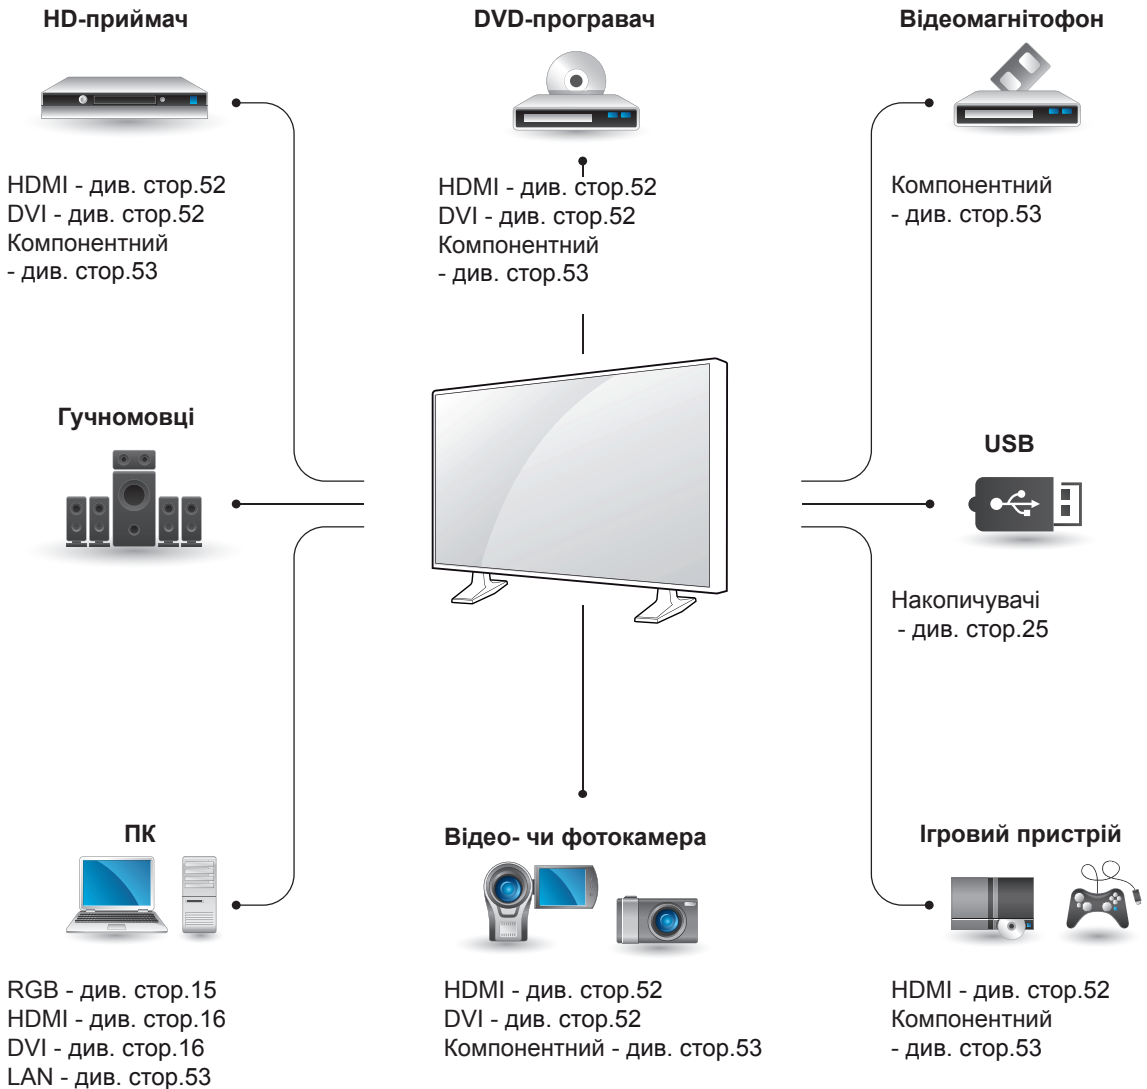 HD-приймач
HDMI - див. стор.52
DVI - див. стор.52
Компонентний
- див. стор.53
DVD-програвач
HDMI - див. стор.52
DVI - див. стор.52
Компонентний
- див. стор.53
Відеомагнітофон
Компонентний
- див. стор.53
Гучномовці
USB
Накопичувачі
- див. стор.25
ПК
RGB - див. стор.15
HDMI - див. стор.16
DVI - див. стор.16
LAN - див. стор.53
Відео- чи фотокамера
HDMI - див. стор.52
DVI - див. стор.52
Компонентний - див. стор.53
Ігровий пристрій
HDMI - див. стор.52
Компонентний
- див. стор.53